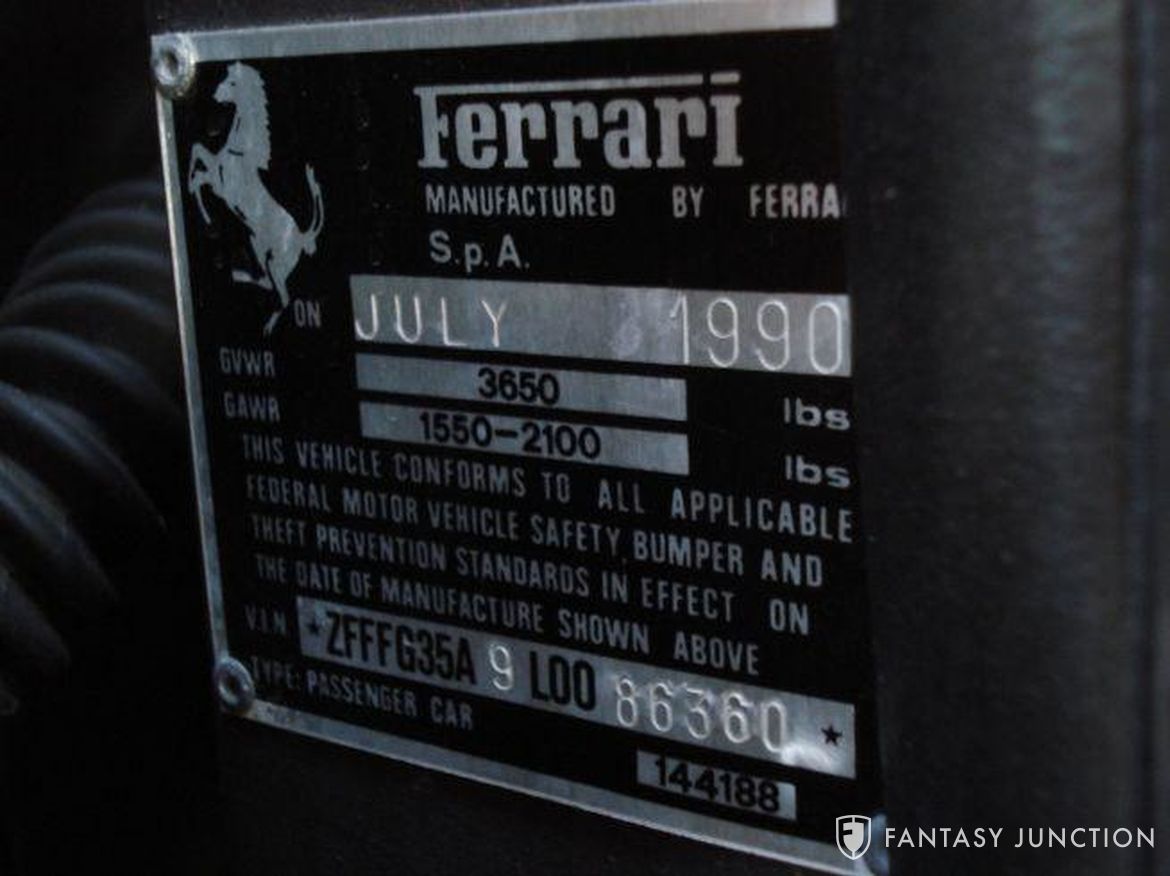 Ferrari
MANUFACTURED BY FERRA
S.p.A.
ON JULY 1990
GVWR 3650 lbs
GAWR 1550-2100 lbs
THIS VEHICLE CONFORMS TO ALL APPLICABLE
FEDERAL MOTOR VEHICLE SAFETY, BUMPER AND
THEFT PREVENTION STANDARDS IN EFFECT ON
THE DATE OF MANUFACTURE SHOWN ABOVE
V.I.N. *ZFFFG35A 9 L00 86360 ★
TYPE: PASSENGER CAR
144188
FANTASY JUNCTION